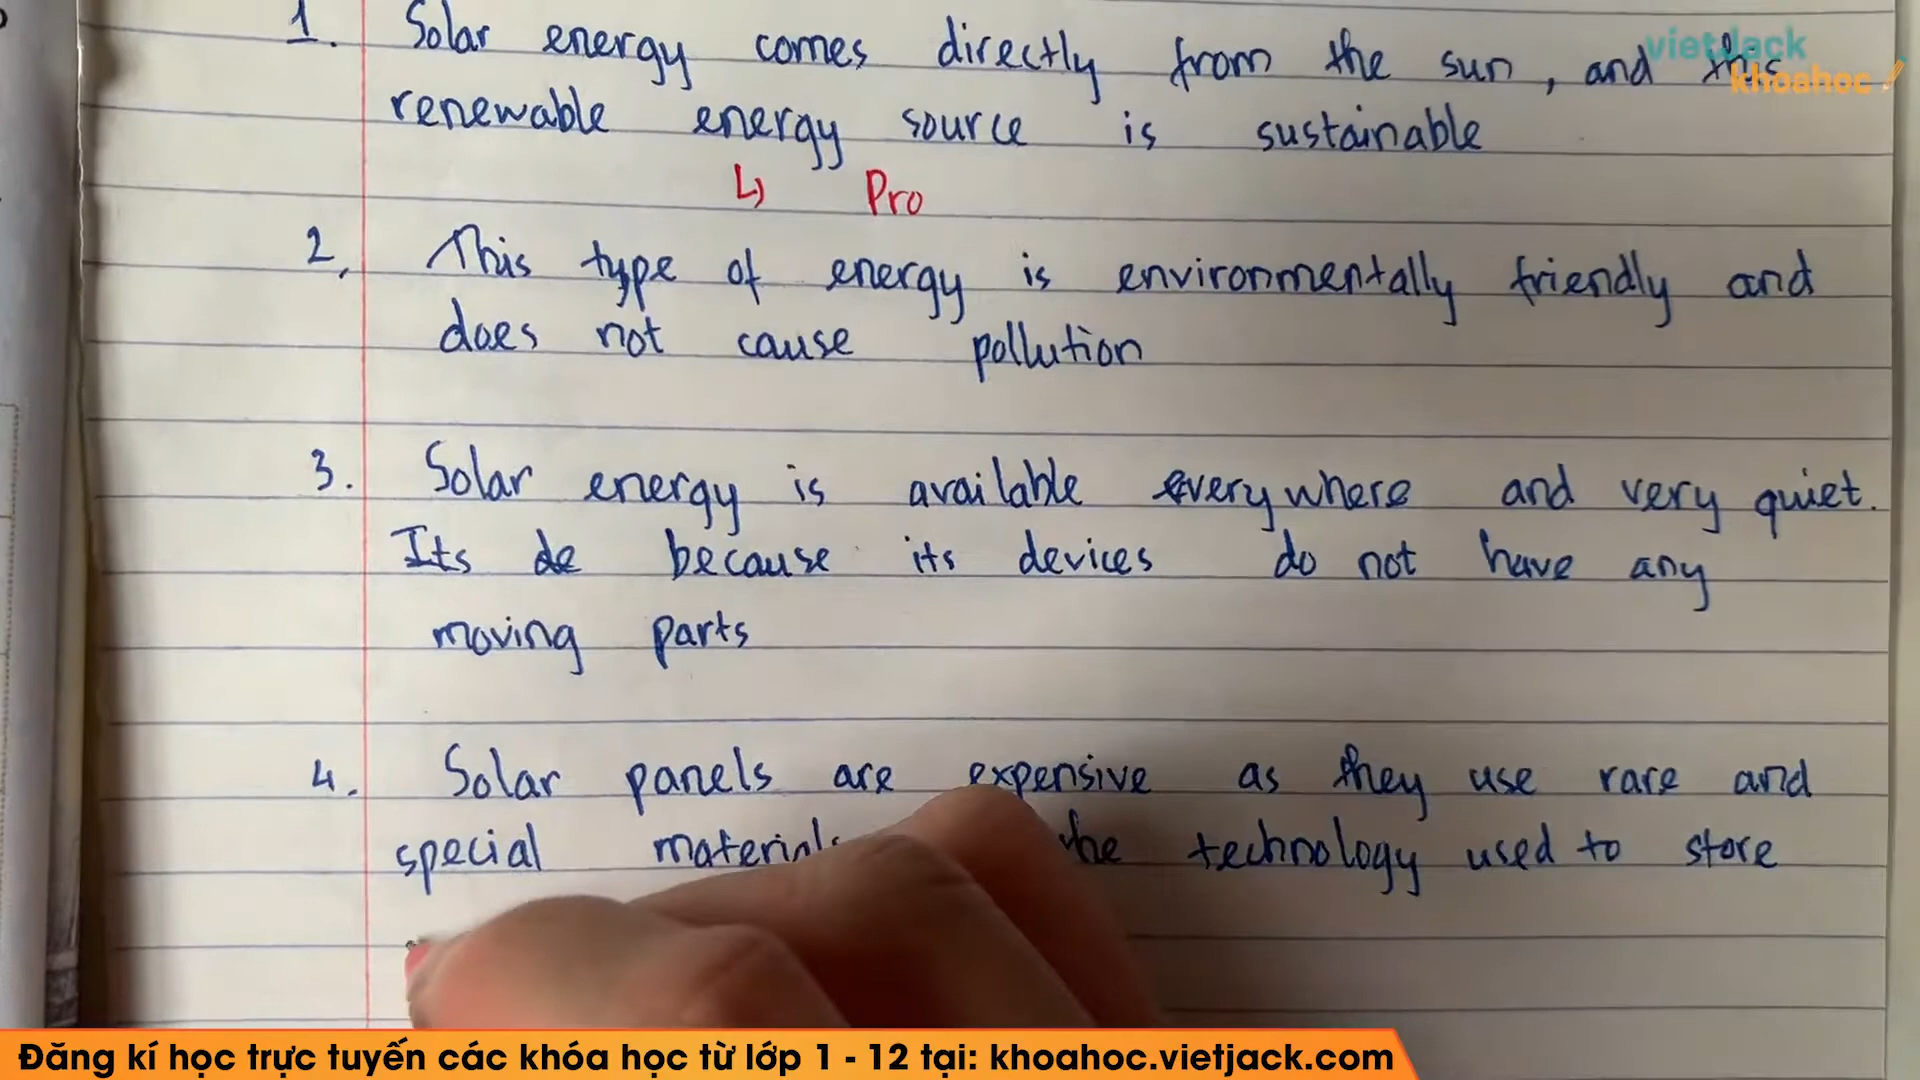 1. Solar energy comes directly from the sun, and this
renewable energy source is sustainable
↳ Pro
2. This type of energy is environmentally friendly and
does not cause pollution
3. Solar energy is available everywhere and very quiet.
Its de because its devices do not have any
moving parts
4. Solar panels are expensive as they use rare and
special materials the technology used to store
vietJack
khoahoc
Đăng kí học trực tuyến các khóa học từ lớp 1 - 12 tại: khoahoc.vietjack.com